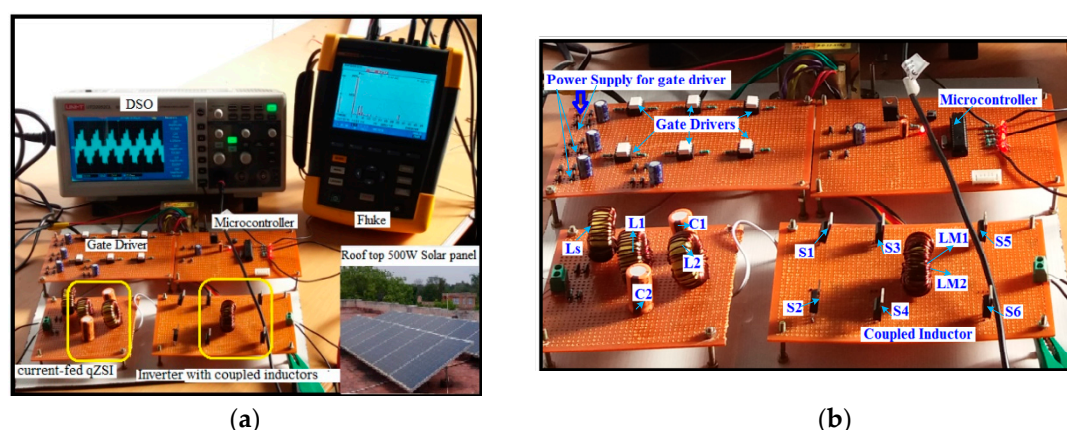 DSO
Fluke
Microcontroller
Gate Driver
Roof top 500W Solar panel
current-fed qZSI
Inverter with coupled inductors
(a)
Power Supply for gate driver
Microcontroller
Gate Drivers
L1
C1
Ls
L2
C2
S1
S3
LM1
S5
LM2
S2
S4
S6
Coupled Inductor
(b)